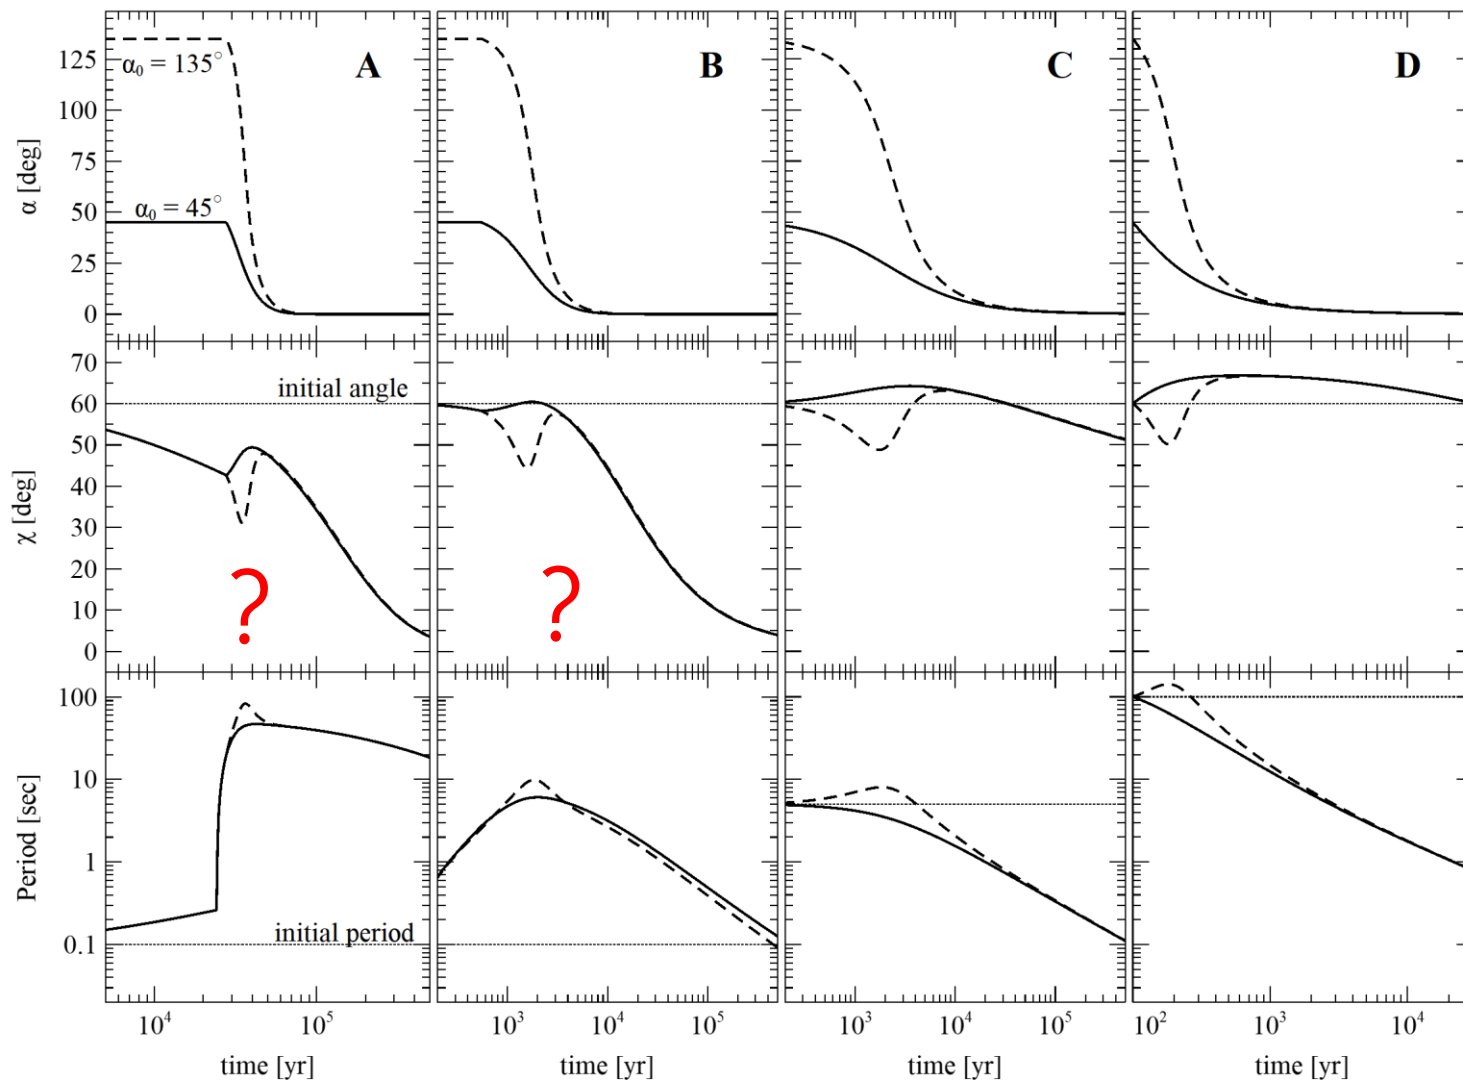 A B C D
α [deg]
125
100
75
50
25
0
α₀ = 135°
α₀ = 45°
χ [deg]
70
60
50
40
30
20
10
0
initial angle
? ?
Period [sec]
100
10
1
0.1
initial period
10⁴ 10⁵ 10³ 10⁴ 10⁵ 10³ 10⁴ 10⁵ 10² 10³ 10⁴
time [yr] time [yr] time [yr] time [yr]